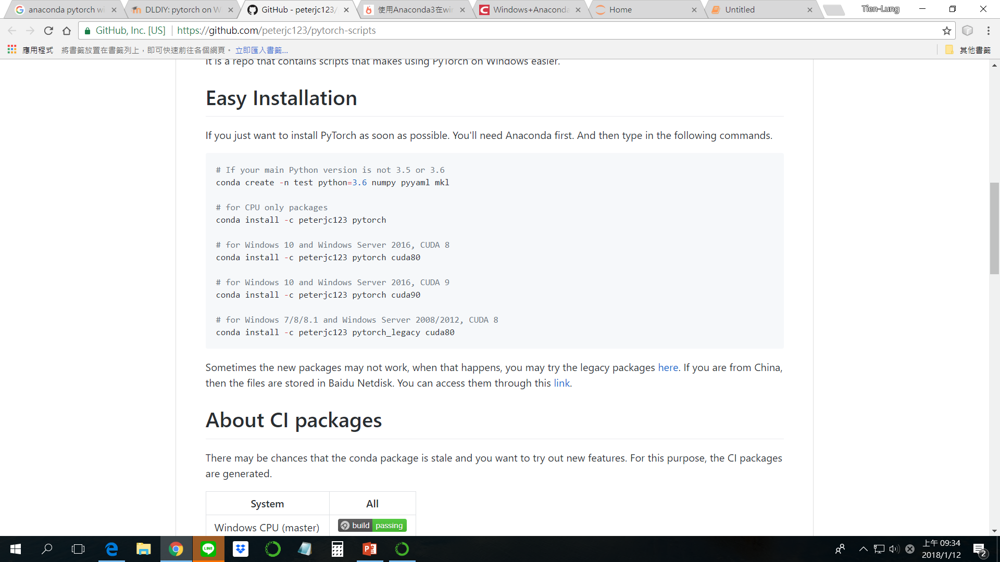 anaconda pytorch wi
DLDIY: pytorch on W
GitHub - peterjc123/
使用Anaconda3在win
Windows+Anaconda
Home
Untitled
Tien-Lung
GitHub, Inc. [US]
https://github.com/peterjc123/pytorch-scripts
應用程式
將書籤放置在書籤列上，即可快速前往各個網頁。 立即匯入書籤...
其他書籤
It is a repo that contains scripts that makes using PyTorch on Windows easier.
Easy Installation
If you just want to install PyTorch as soon as possible. You'll need Anaconda first. And then type in the following commands.
# If your main Python version is not 3.5 or 3.6
conda create -n test python=3.6 numpy pyyaml mkl
# for CPU only packages
conda install -c peterjc123 pytorch
# for Windows 10 and Windows Server 2016, CUDA 8
conda install -c peterjc123 pytorch cuda80
# for Windows 10 and Windows Server 2016, CUDA 9
conda install -c peterjc123 pytorch cuda90
# for Windows 7/8/8.1 and Windows Server 2008/2012, CUDA 8
conda install -c peterjc123 pytorch_legacy cuda80
Sometimes the new packages may not work, when that happens, you may try the legacy packages here. If you are from China,
then the files are stored in Baidu Netdisk. You can access them through this link.
About CI packages
There may be chances that the conda package is stale and you want to try out new features. For this purpose, the CI packages
are generated.
System All
Windows CPU (master) build passing
LINE
上午 09:34
2018/1/12
2